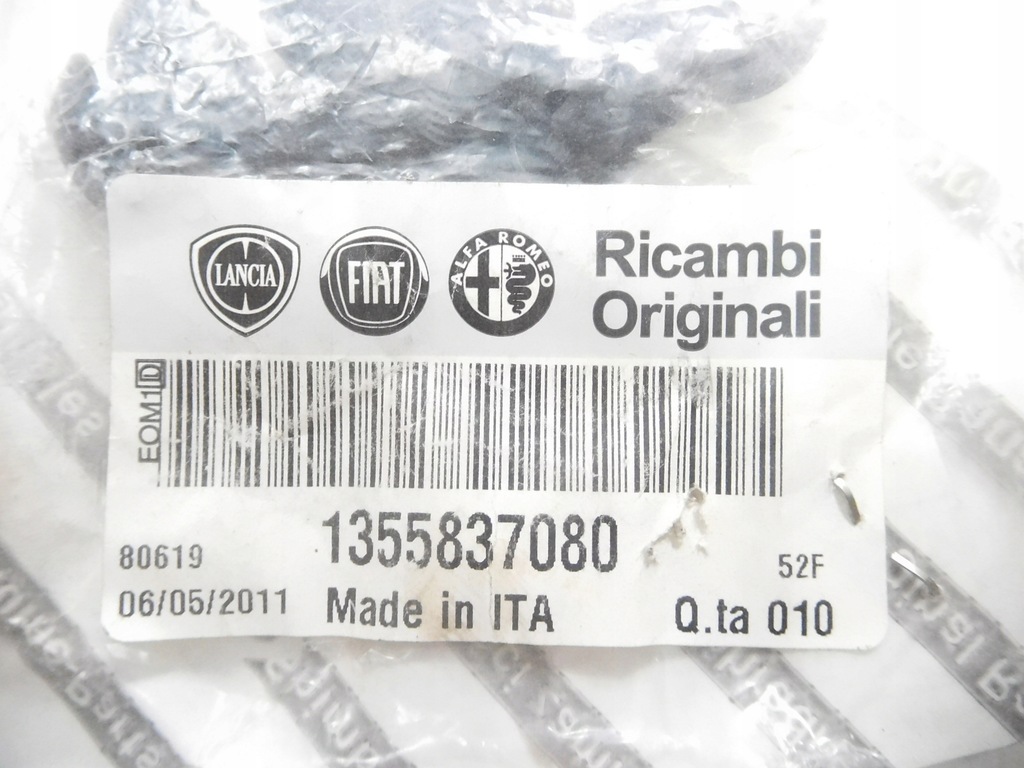 LANCIA
FIAT
ALFA ROMEO
Ricambi
Originali
EOM1D
1355837080
80619
52F
06/05/2011
Made in ITA
Q.ta 010